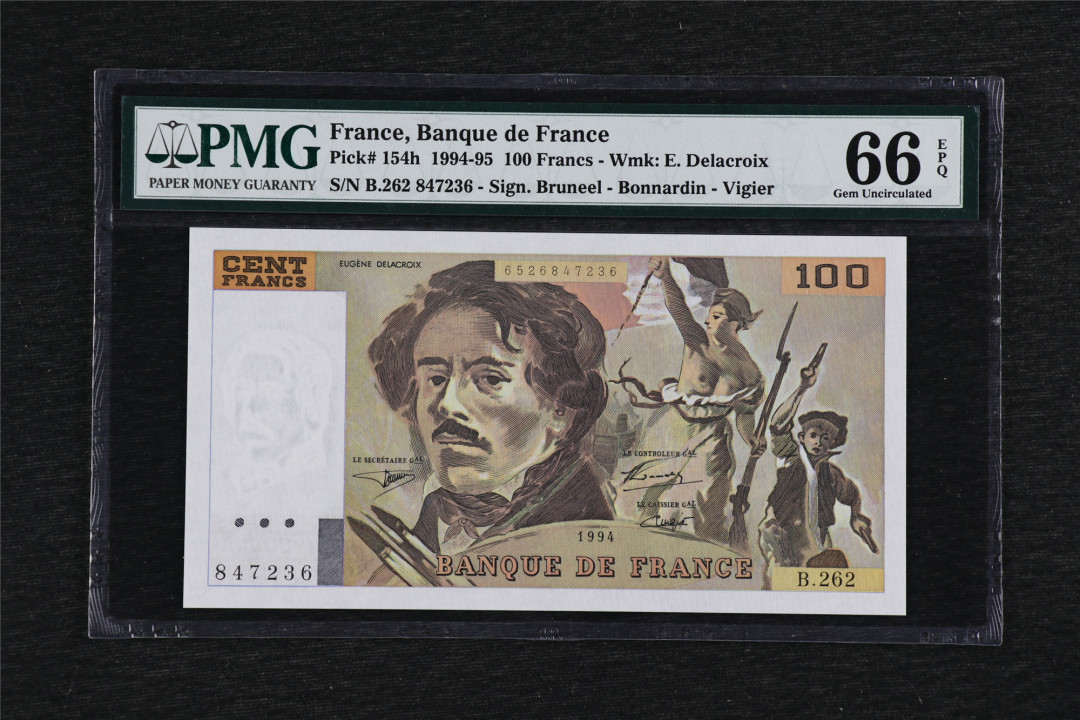 PMG
PAPER MONEY GUARANTY
France, Banque de France
Pick# 154h 1994-95 100 Francs - Wmk: E. Delacroix
S/N B.262 847236 - Sign. Bruneel - Bonnardin - Vigier
66 EPQ
Gem Uncirculated
CENT
FRANCS
EUGÈNE DELACROIX
6526847236
100
LE SECRÉTAIRE GAL
LE CONTROLEUR GAL
LE CAISSIER GAL
1994
BANQUE DE FRANCE
847236
B.262